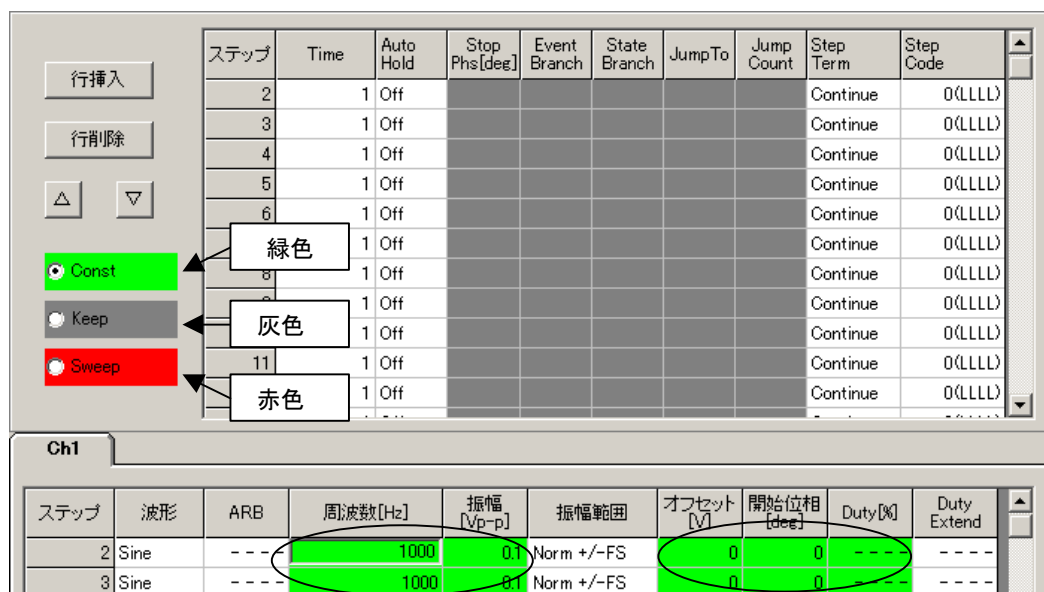 行挿入
行削除
△ ▽
Const
Keep
Sweep
緑色
灰色
赤色
ステップ Time Auto Hold Stop Phs[deg] Event Branch State Branch JumpTo Jump Count Step Term Step Code
2 1 Off Continue 0(LLLL)
3 1 Off Continue 0(LLLL)
4 1 Off Continue 0(LLLL)
5 1 Off Continue 0(LLLL)
6 1 Off Continue 0(LLLL)
1 Off Continue 0(LLLL)
8 1 Off Continue 0(LLLL)
1 Off Continue 0(LLLL)
1 Off Continue 0(LLLL)
11 1 Off Continue 0(LLLL)
1 Off Continue 0(LLLL)
Ch1
ステップ 波形 ARB 周波数[Hz] 振幅[Vp-p] 振幅範囲 オフセット[V] 開始位相[deg] Duty[%] Duty Extend
2 Sine - - - 1000 0.1 Norm +/-FS 0 0 - - - - - - - -
3 Sine - - - 1000 0.1 Norm +/-FS 0 0 - - - - - - - -